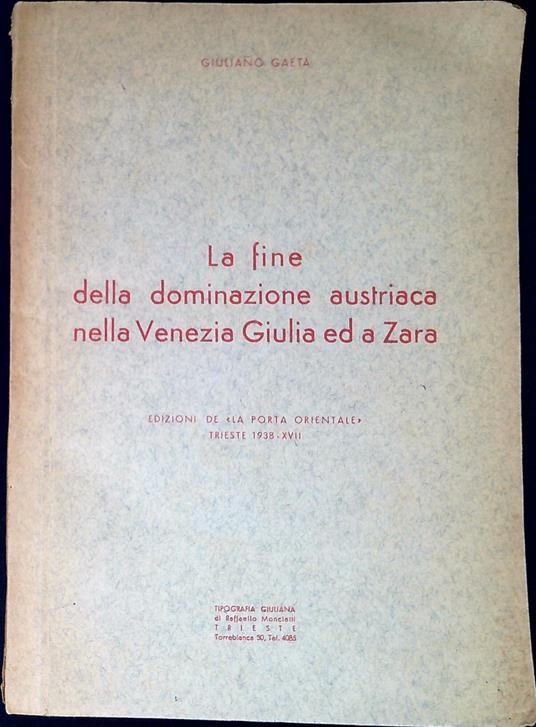 GIULIANO GAETA
La fine
della dominazione austriaca
nella Venezia Giulia ed a Zara
EDIZIONI DE «LA PORTA ORIENTALE»
TRIESTE 1938-XVII
TIPOGRAFIA GIULIANA
di Raffaello Monciatti
TRIESTE
Torrebianca 30, Tel. 4085